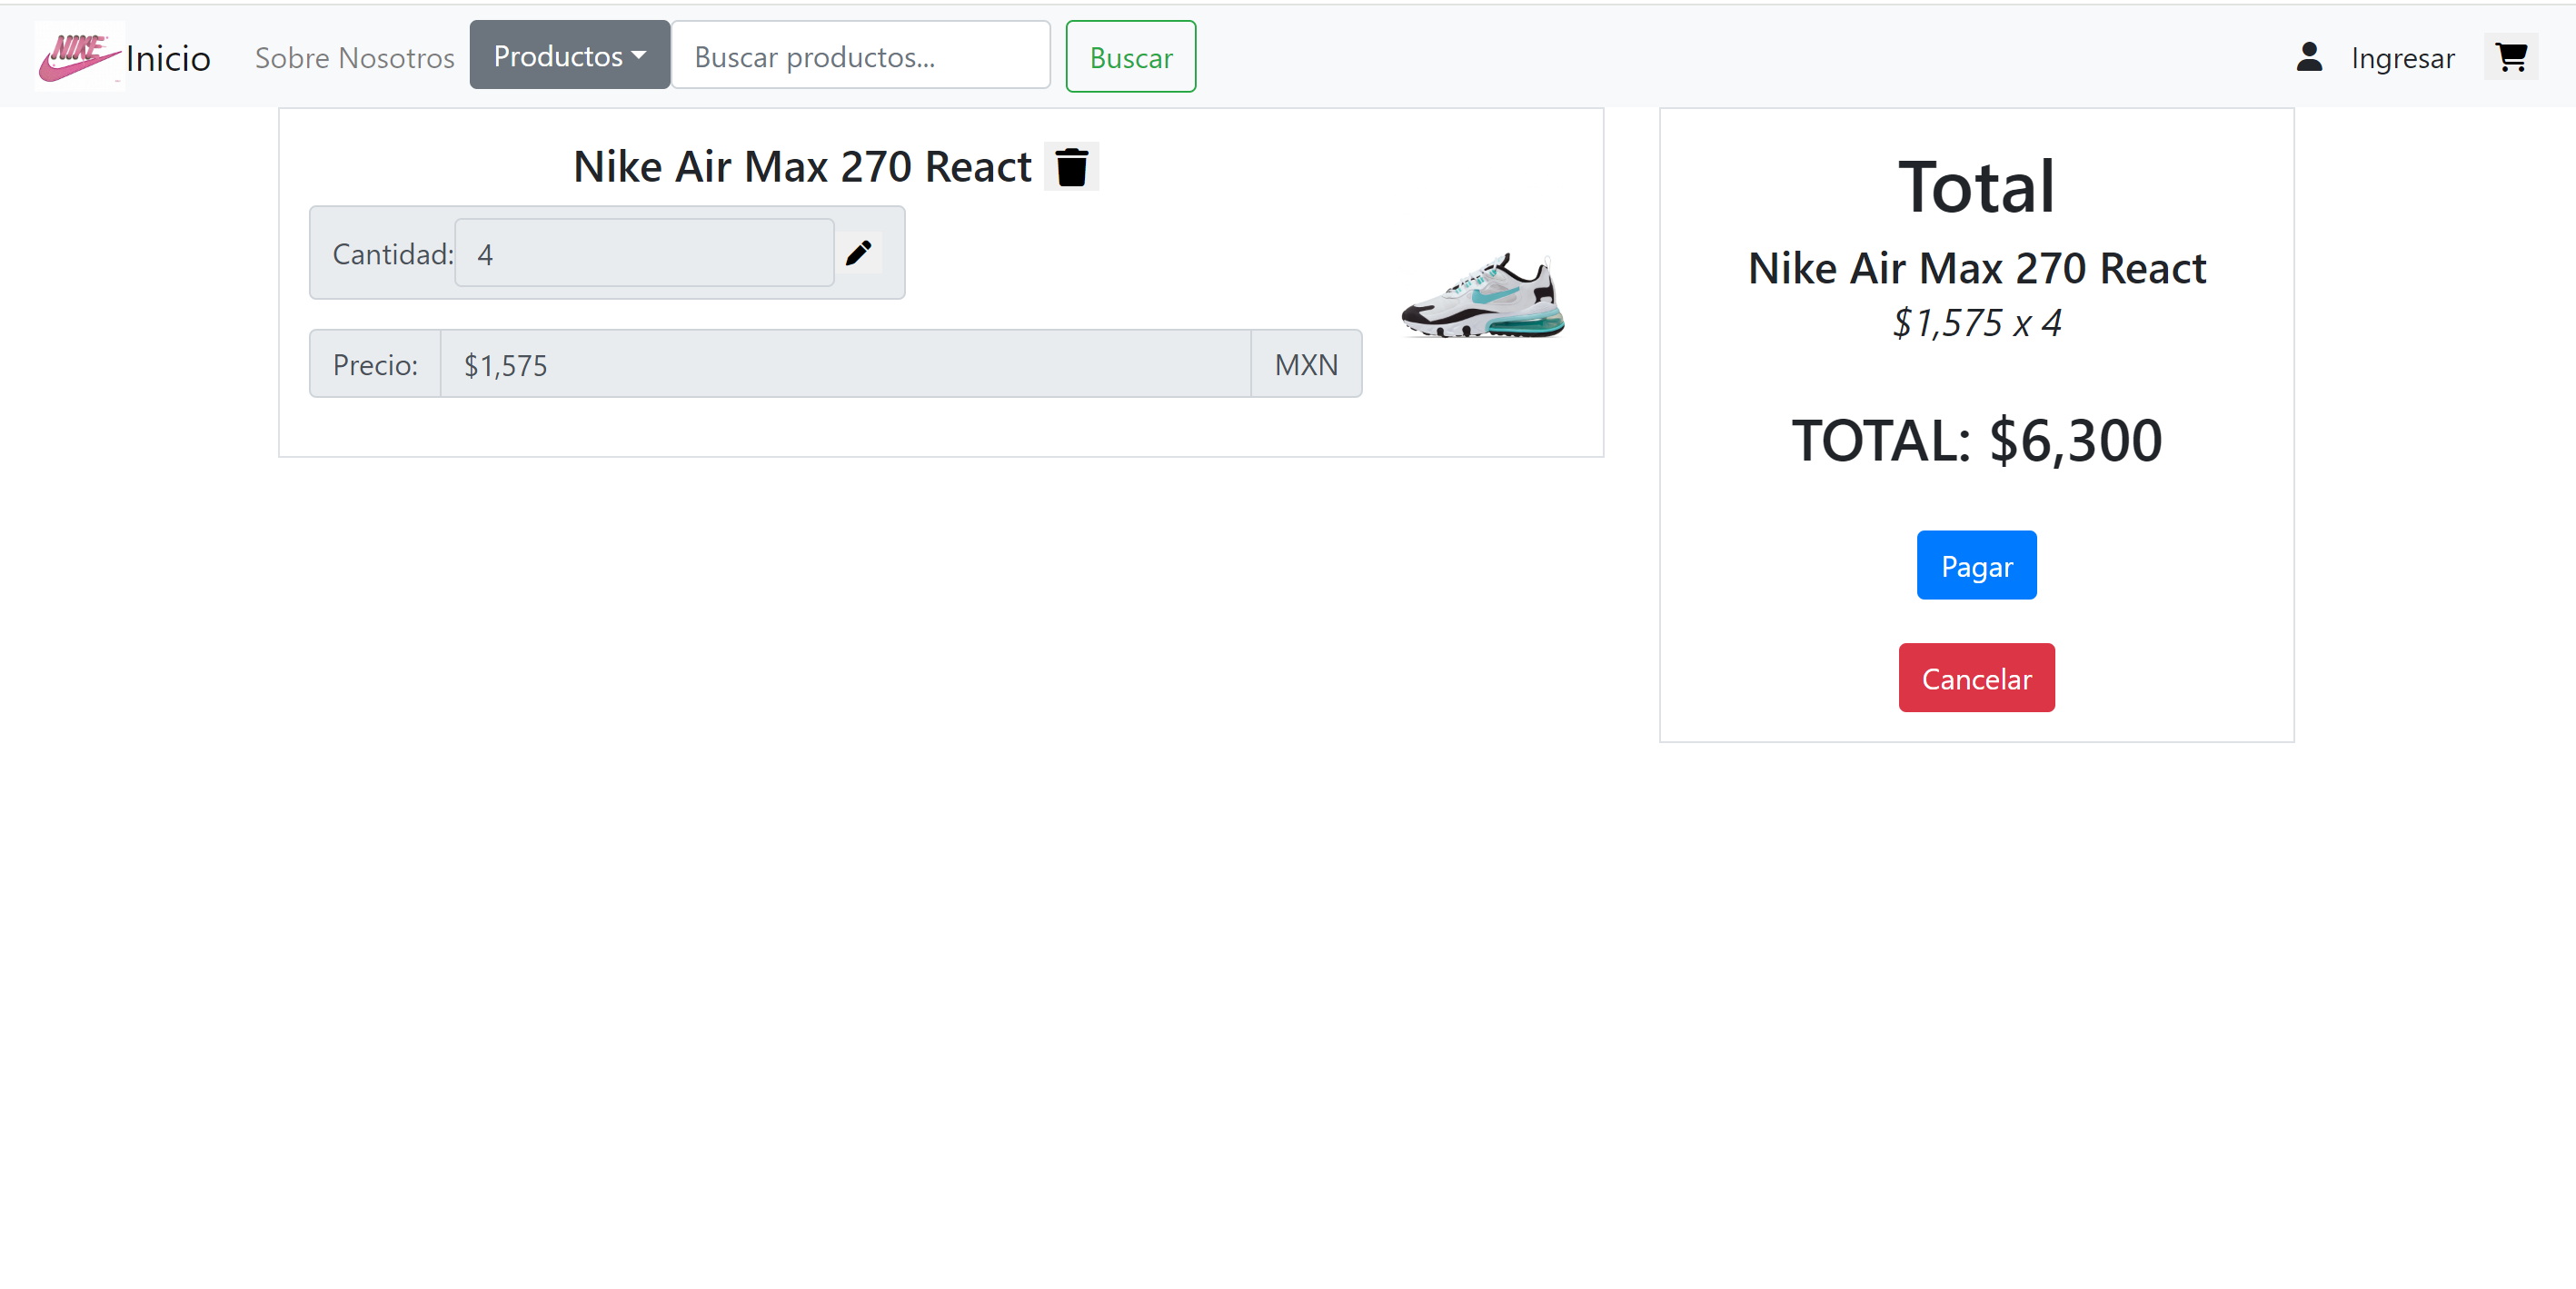 NIKE Inicio Sobre Nosotros Productos Buscar productos... Buscar Ingresar
Nike Air Max 270 React
Cantidad: 4
Precio: $1,575 MXN
Total
Nike Air Max 270 React
$1,575 x 4
TOTAL: $6,300
Pagar
Cancelar